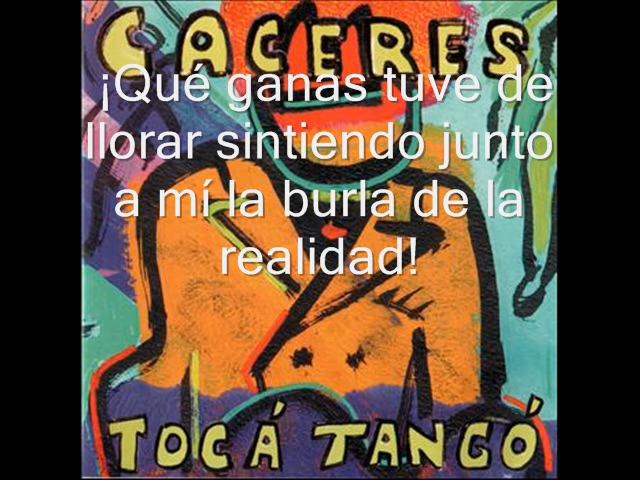 CACERES
¡Qué ganas tuve de
llorar sintiendo junto
a mí la burla de la
realidad!
TOCÁ TANGÓ